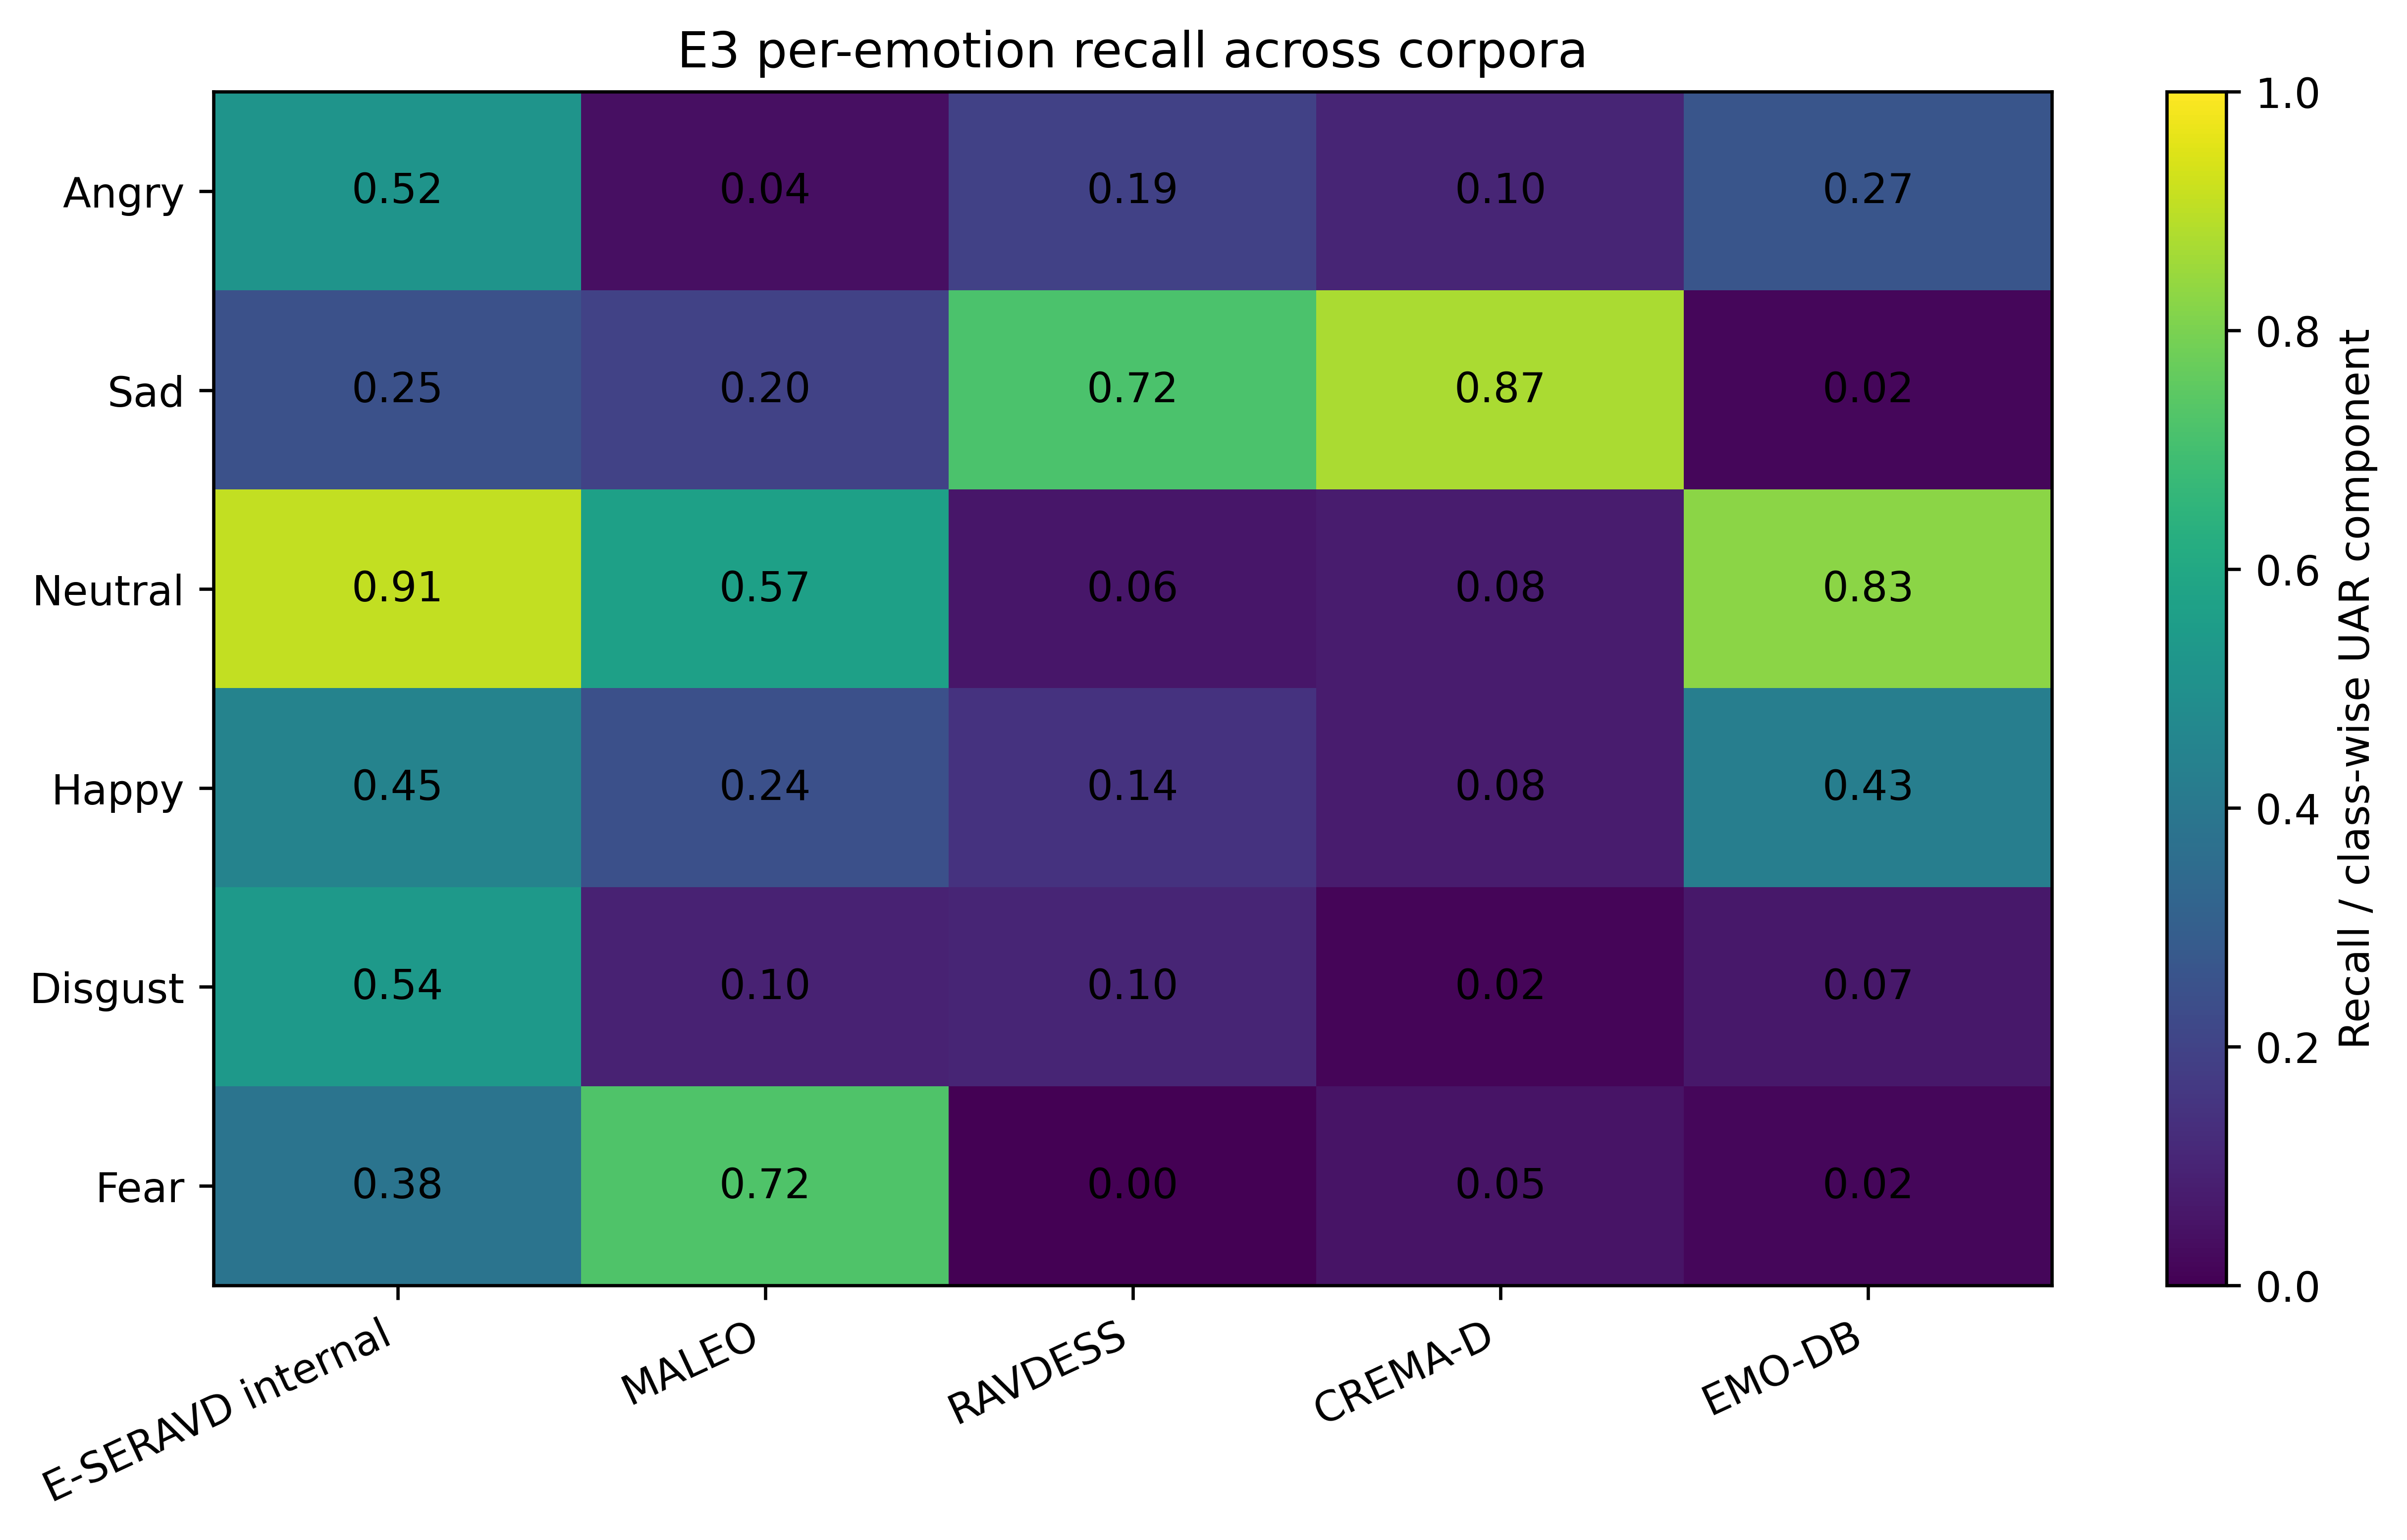 E3 per-emotion recall across corpora
Angry 0.52 0.04 0.19 0.10 0.27
Sad 0.25 0.20 0.72 0.87 0.02
Neutral 0.91 0.57 0.06 0.08 0.83
Happy 0.45 0.24 0.14 0.08 0.43
Disgust 0.54 0.10 0.10 0.02 0.07
Fear 0.38 0.72 0.00 0.05 0.02
E-SERAVD internal MALEO RAVDESS CREMA-D EMO-DB
1.0
0.8
0.6
0.4
0.2
0.0
Recall / class-wise UAR component